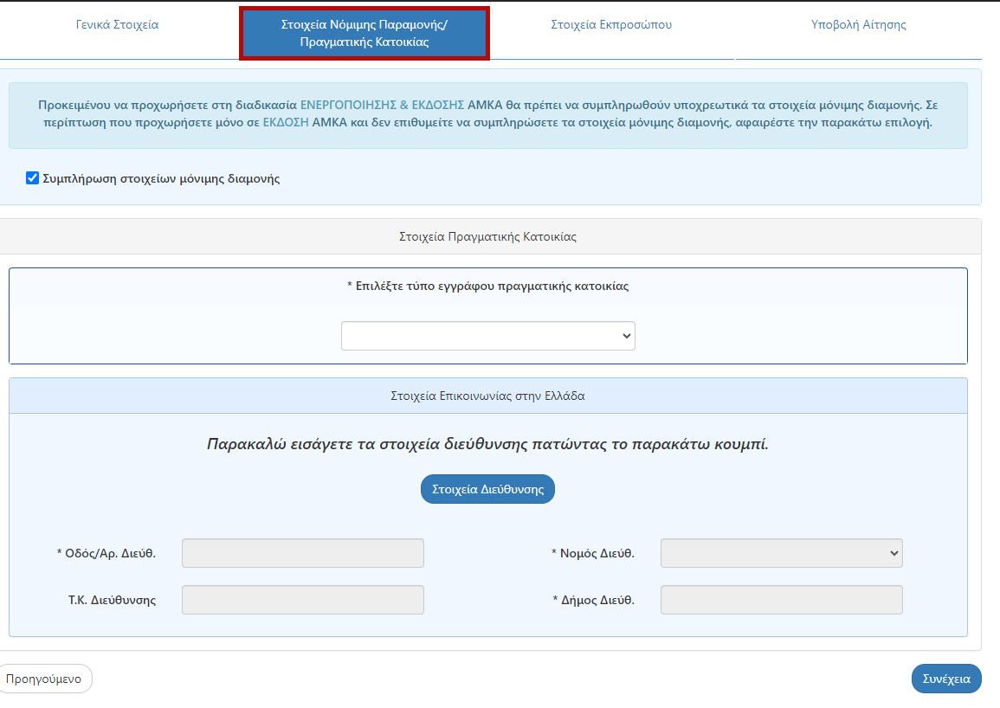 Γενικά Στοιχεία
Στοιχεία Νόμιμης Παραμονής/
Πραγματικής Κατοικίας
Στοιχεία Εκπροσώπου
Υποβολή Αίτησης
Προκειμένου να προχωρήσετε στη διαδικασία ΕΝΕΡΓΟΠΟΙΗΣΗΣ & ΕΚΔΟΣΗΣ ΑΜΚΑ θα πρέπει να συμπληρωθούν υποχρεωτικά τα στοιχεία μόνιμης διαμονής. Σε
περίπτωση που προχωρήσετε μόνο σε ΕΚΔΟΣΗ ΑΜΚΑ και δεν επιθυμείτε να συμπληρώσετε τα στοιχεία μόνιμης διαμονής, αφαιρέστε την παρακάτω επιλογή.
Συμπλήρωση στοιχείων μόνιμης διαμονής
Στοιχεία Πραγματικής Κατοικίας
* Επιλέξτε τύπο εγγράφου πραγματικής κατοικίας
Στοιχεία Επικοινωνίας στην Ελλάδα
Παρακαλώ εισάγετε τα στοιχεία διεύθυνσης πατώντας το παρακάτω κουμπί.
Στοιχεία Διεύθυνσης
* Οδός/Αρ. Διεύθ.
* Νομός Διεύθ.
Τ.Κ. Διεύθυνσης
* Δήμος Διεύθ.
Προηγούμενο
Συνέχεια